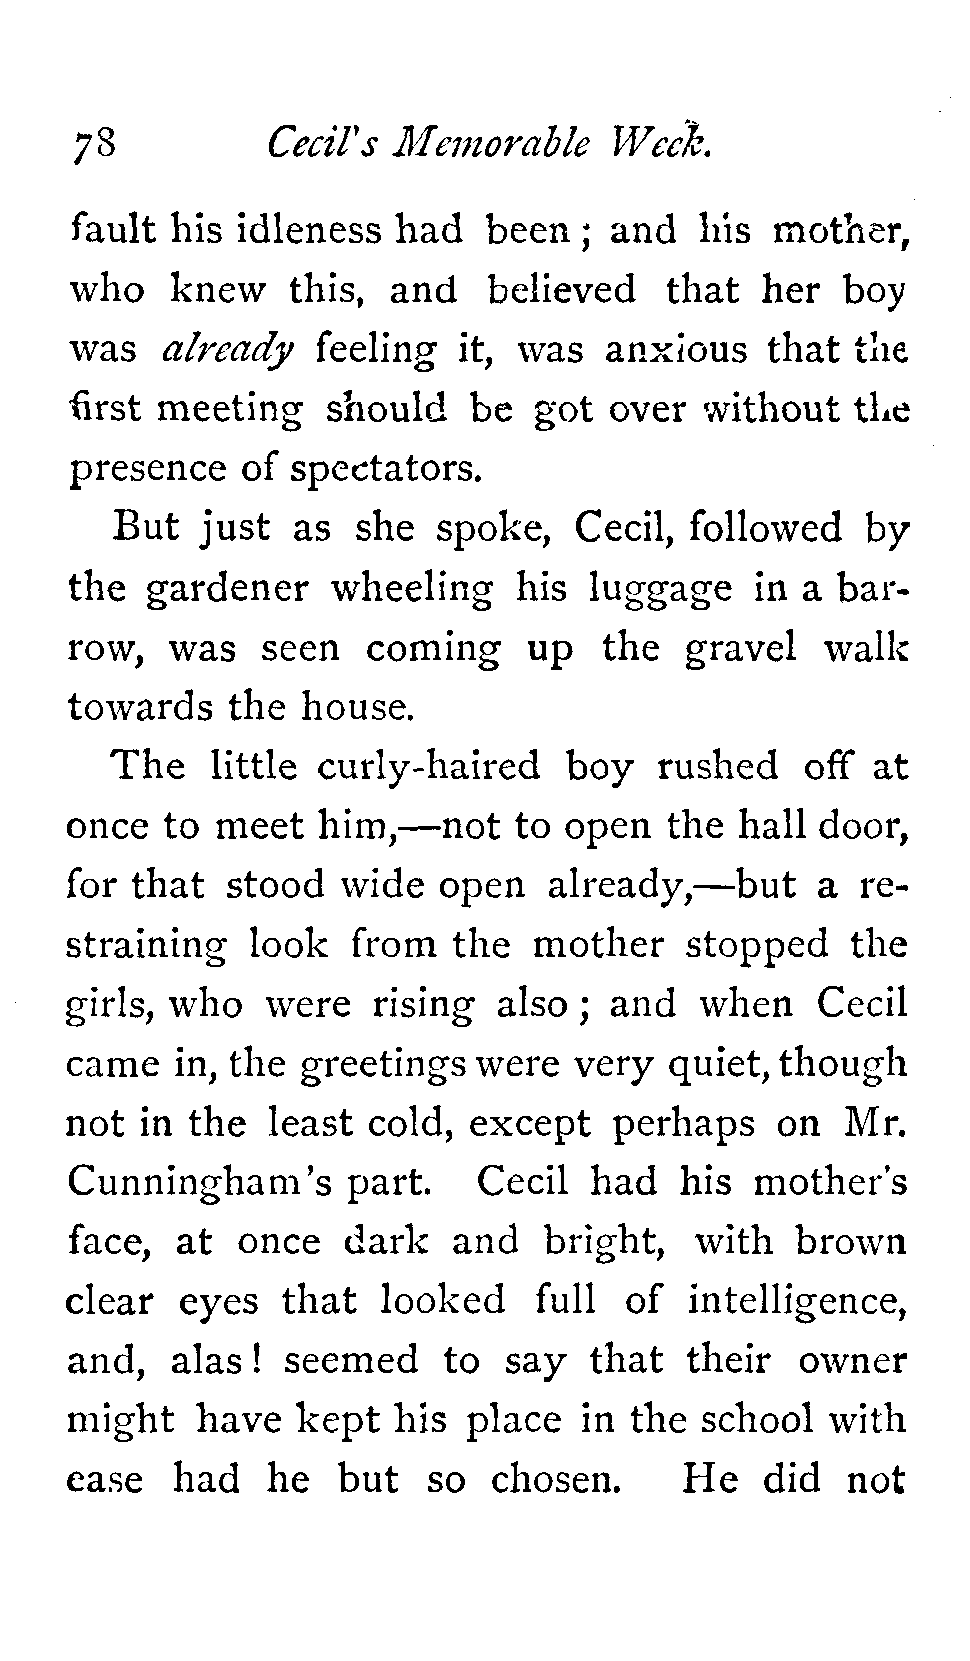 78 Cecil's Memorable Week.
fault his idleness had been ; and his mother,
who knew this, and believed that her boy
was already feeling it, was anxious that the
first meeting should be got over without the
presence of spectators.
But just as she spoke, Cecil, followed by
the gardener wheeling his luggage in a bar-
row, was seen coming up the gravel walk
towards the house.
The little curly-haired boy rushed off at
once to meet him,—not to open the hall door,
for that stood wide open already,—but a re-
straining look from the mother stopped the
girls, who were rising also ; and when Cecil
came in, the greetings were very quiet, though
not in the least cold, except perhaps on Mr.
Cunningham's part. Cecil had his mother's
face, at once dark and bright, with brown
clear eyes that looked full of intelligence,
and, alas ! seemed to say that their owner
might have kept his place in the school with
ease had he but so chosen. He did not